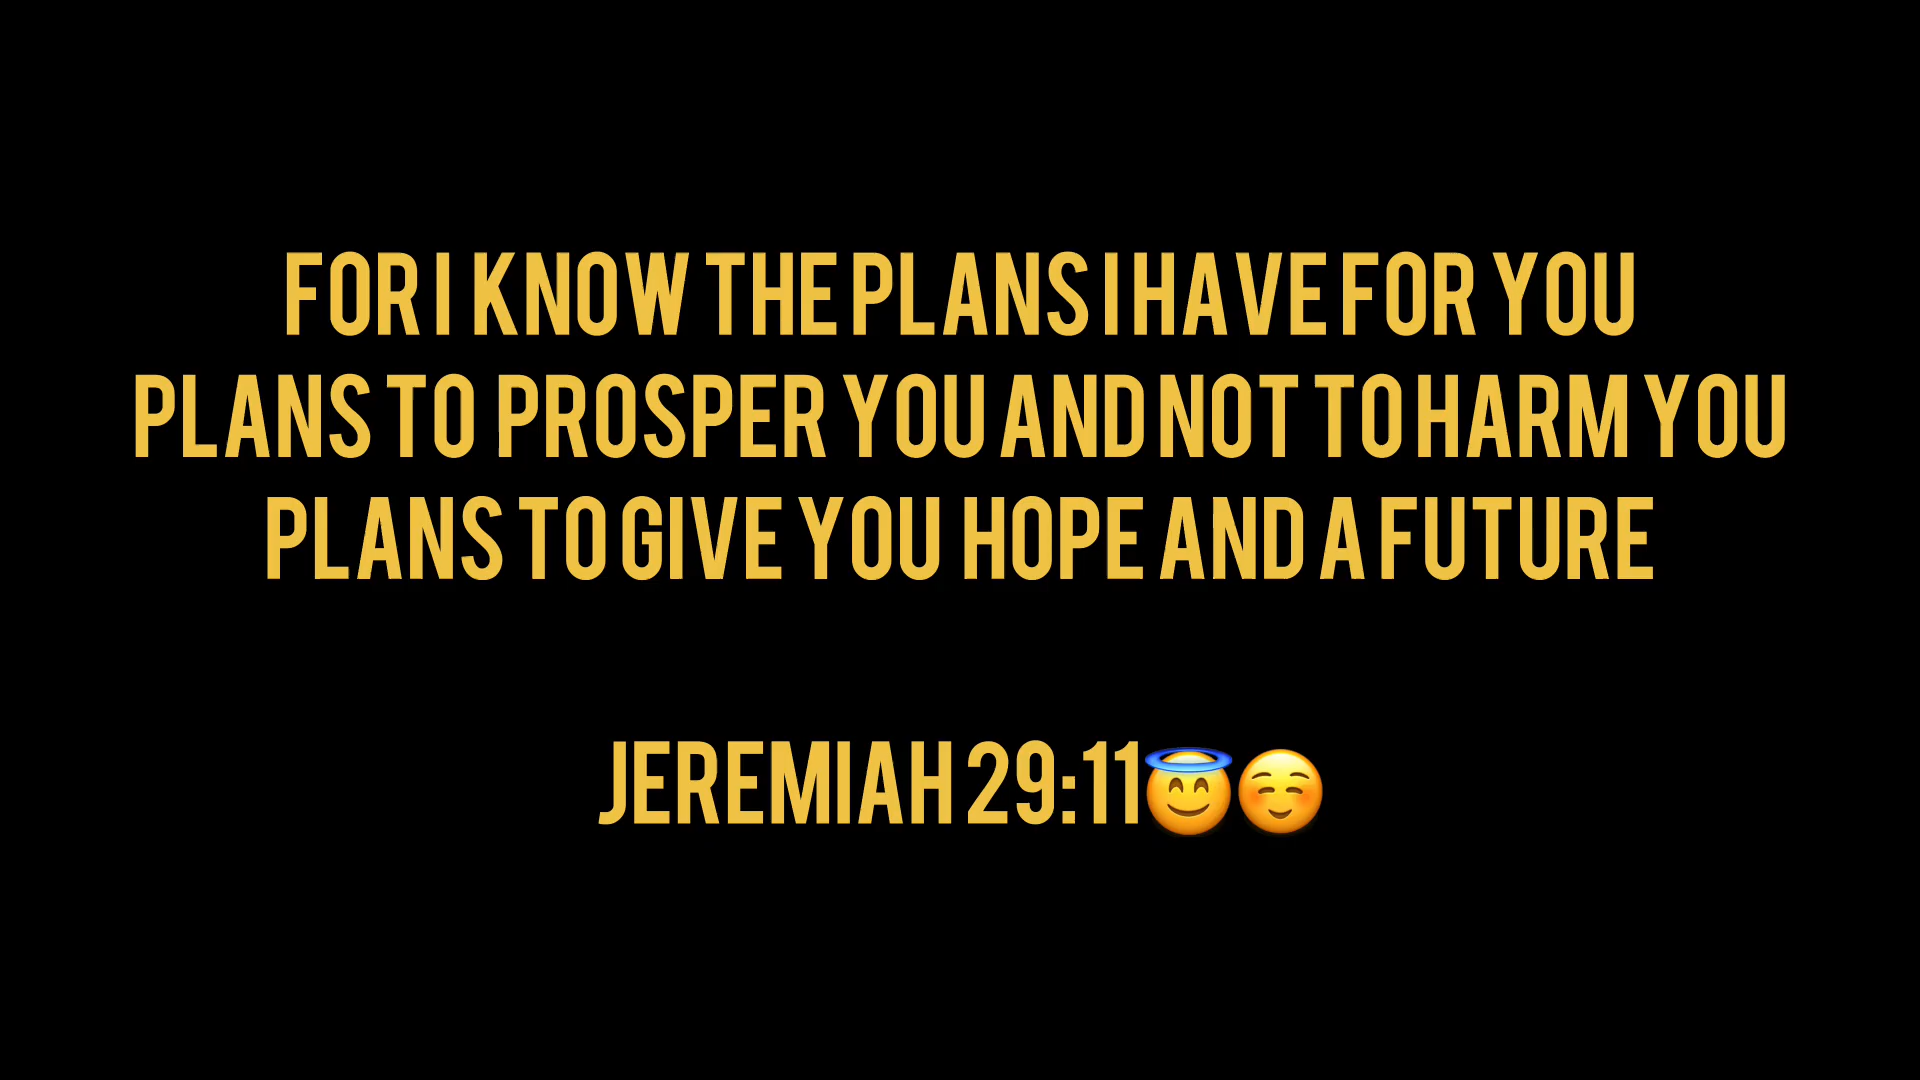 FOR I KNOW THE PLANS I HAVE FOR YOU
PLANS TO PROSPER YOU AND NOT TO HARM YOU
PLANS TO GIVE YOU HOPE AND A FUTURE
JEREMIAH 29:11😇☺️